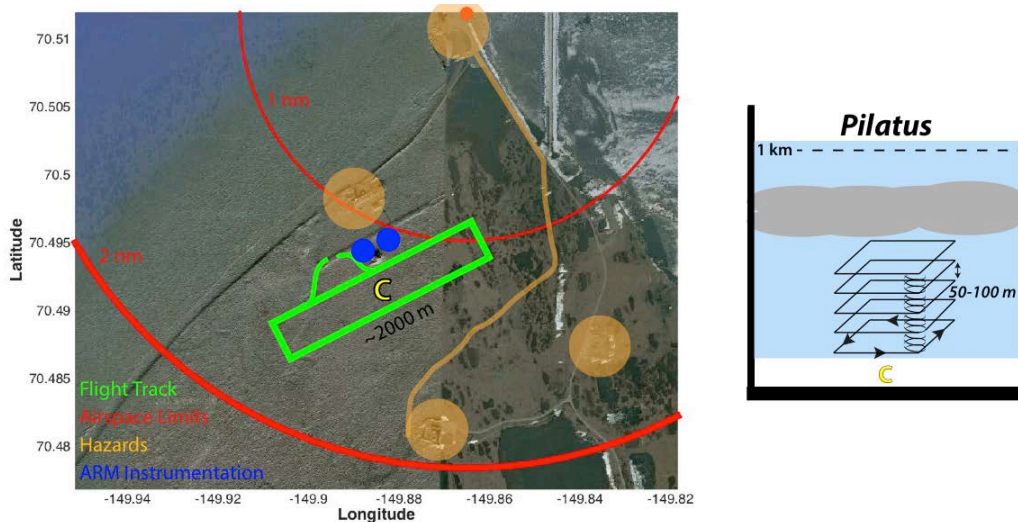 70.51
70.505
70.5
70.495
70.49
70.485
70.48
Latitude
1 nm
2 nm
C
~2000 m
Flight Track
Airspace Limits
Hazards
ARM Instrumentation
-149.94
-149.92
-149.9
-149.88
-149.86
-149.84
-149.82
Longitude
Pilatus
1 km
50-100 m
C